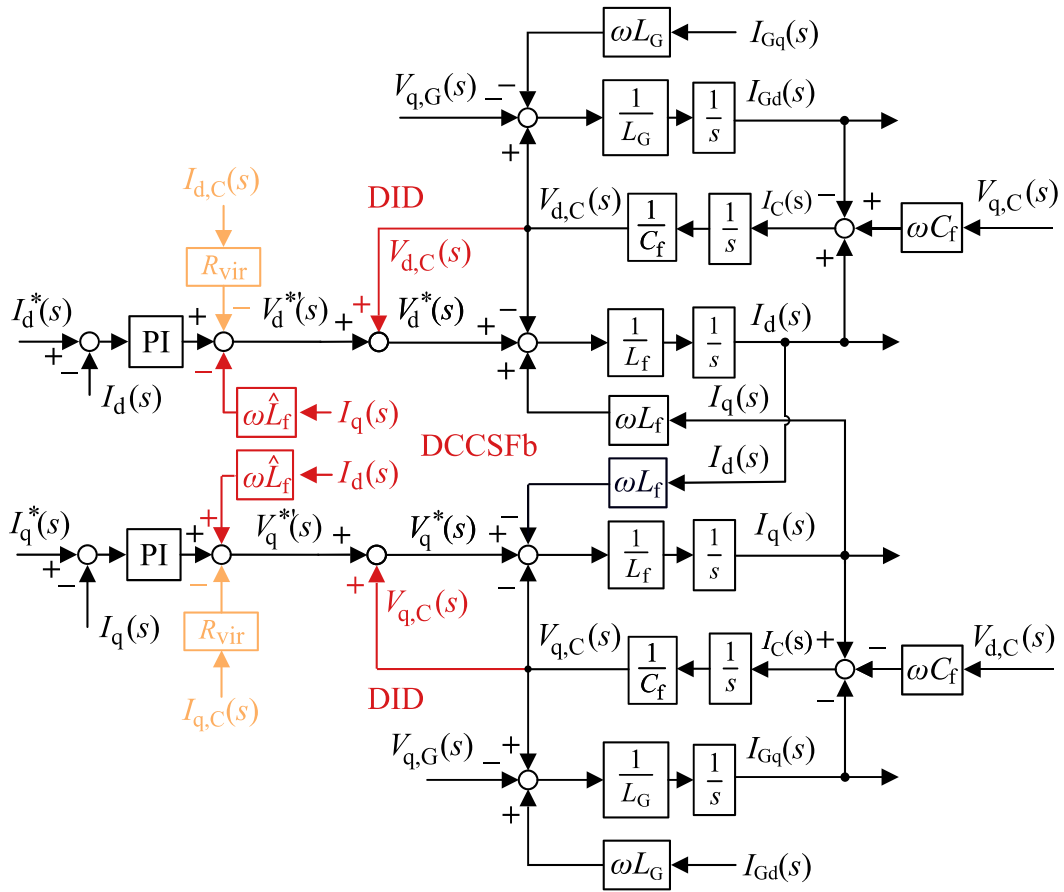 ωL_G
I_Gq(s)
V_q,G(s)
−
−
+
1/L_G
1/s
I_Gd(s)
I_d,C(s)
DID
V_d,C(s)
1/C_f
1/s
I_C(s)
−
+
+
ωC_f
V_q,C(s)
R_vir
V_d,C(s)
I_d^*(s)
+
−
PI
+
−
−
V_d^*'(s)
+
+
V_d^*(s)
+
−
+
1/L_f
1/s
I_d(s)
I_d(s)
ωL̂_f
I_q(s)
ωL_f
I_q(s)
DCCSFb
ωL̂_f
I_d(s)
ωL_f
I_d(s)
I_q^*(s)
+
−
PI
+
+
−
V_q^*'(s)
+
+
V_q^*(s)
+
−
−
1/L_f
1/s
I_q(s)
I_q(s)
R_vir
V_q,C(s)
V_q,C(s)
1/C_f
1/s
I_C(s)
+
−
−
ωC_f
V_d,C(s)
I_q,C(s)
DID
V_q,G(s)
+
−
+
1/L_G
1/s
I_Gq(s)
ωL_G
I_Gd(s)